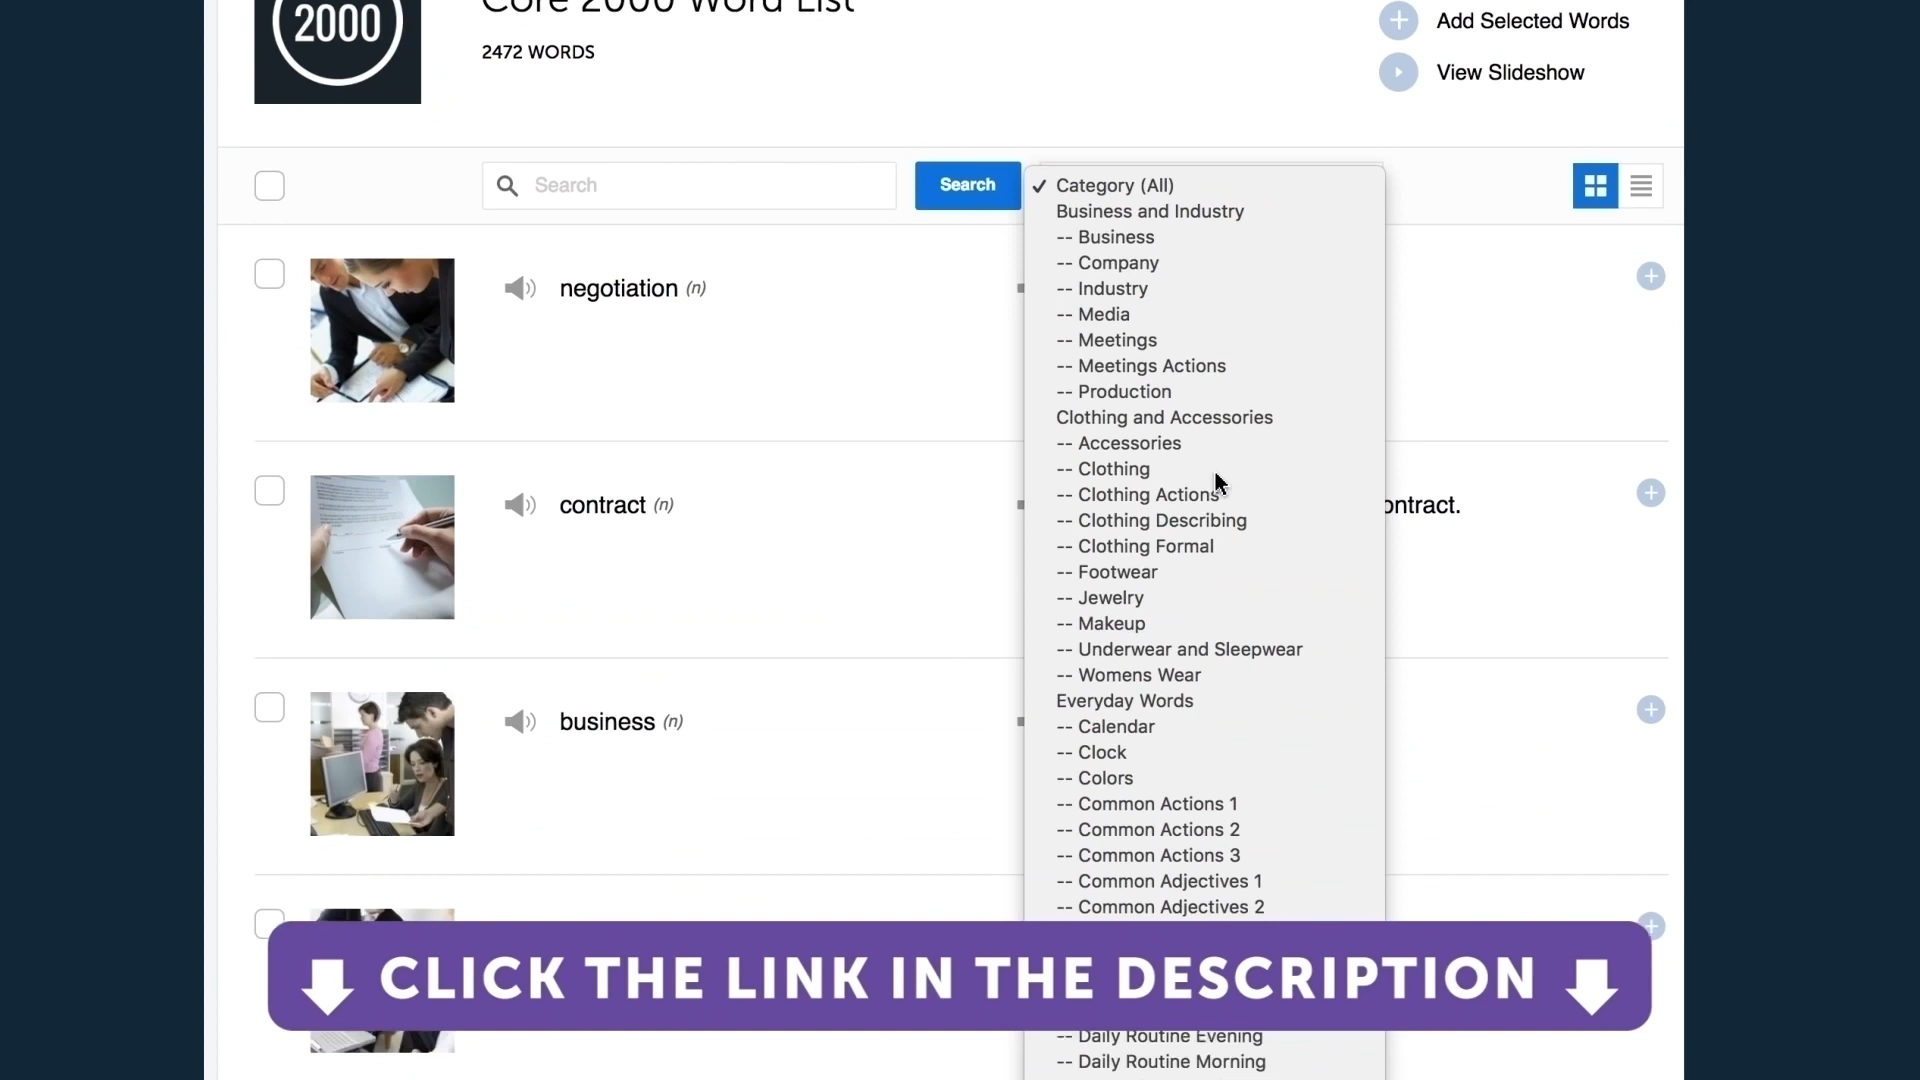 2000
Core 2000 Word List
2472 WORDS
Add Selected Words
View Slideshow
Search
Search
Category (All)
Business and Industry
-- Business
-- Company
-- Industry
-- Media
-- Meetings
-- Meetings Actions
-- Production
Clothing and Accessories
-- Accessories
-- Clothing
-- Clothing Actions
-- Clothing Describing
-- Clothing Formal
-- Footwear
-- Jewelry
-- Makeup
-- Underwear and Sleepwear
-- Womens Wear
Everyday Words
-- Calendar
-- Clock
-- Colors
-- Common Actions 1
-- Common Actions 2
-- Common Actions 3
-- Common Adjectives 1
-- Common Adjectives 2
-- Daily Routine Evening
-- Daily Routine Morning
negotiation (n)
contract (n)
ontract.
business (n)
CLICK THE LINK IN THE DESCRIPTION